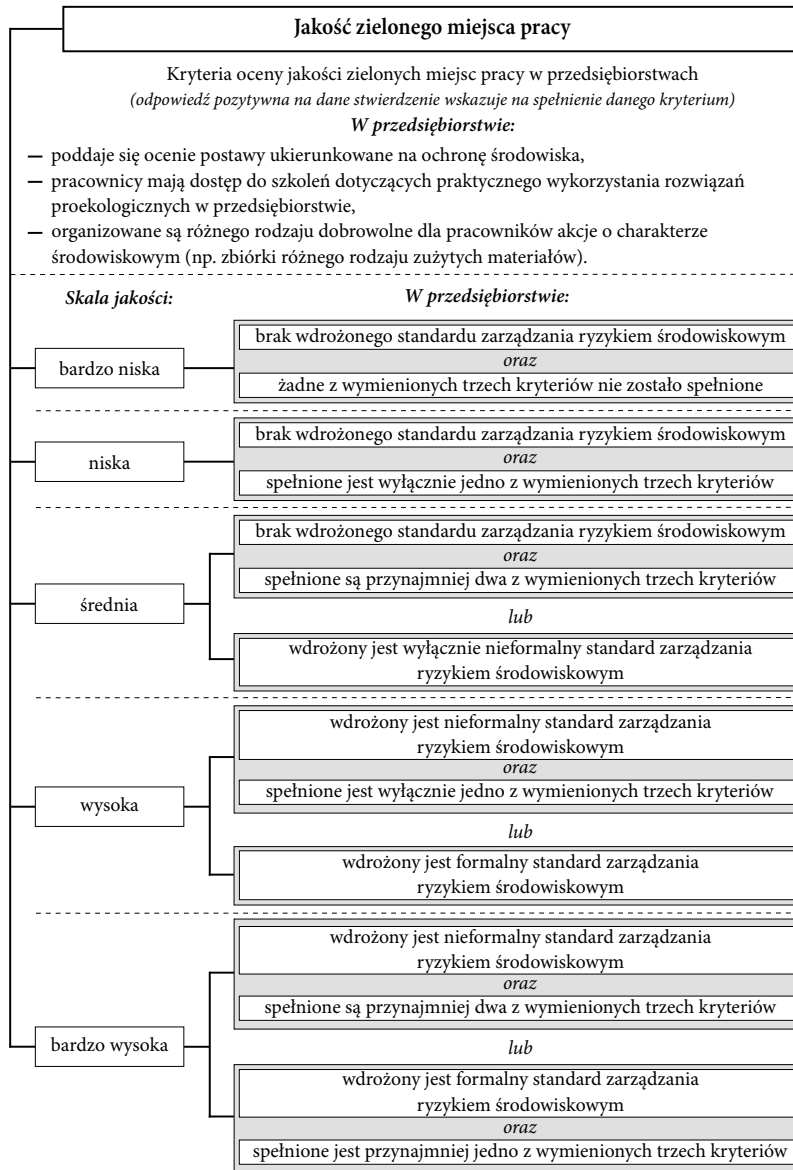 Jakość zielonego miejsca pracy
Kryteria oceny jakości zielonych miejsc pracy w przedsiębiorstwach
(odpowiedź pozytywna na dane stwierdzenie wskazuje na spełnienie danego kryterium)
W przedsiębiorstwie:
— poddaje się ocenie postawy ukierunkowane na ochronę środowiska,
— pracownicy mają dostęp do szkoleń dotyczących praktycznego wykorzystania rozwiązań
proekologicznych w przedsiębiorstwie,
— organizowane są różnego rodzaju dobrowolne dla pracowników akcje o charakterze
środowiskowym (np. zbiórki różnego rodzaju zużytych materiałów).
Skala jakości:
W przedsiębiorstwie:
bardzo niska
brak wdrożonego standardu zarządzania ryzykiem środowiskowym
oraz
żadne z wymienionych trzech kryteriów nie zostało spełnione
niska
brak wdrożonego standardu zarządzania ryzykiem środowiskowym
oraz
spełnione jest wyłącznie jedno z wymienionych trzech kryteriów
średnia
brak wdrożonego standardu zarządzania ryzykiem środowiskowym
oraz
spełnione są przynajmniej dwa z wymienionych trzech kryteriów
lub
wdrożony jest wyłącznie nieformalny standard zarządzania
ryzykiem środowiskowym
wysoka
wdrożony jest nieformalny standard zarządzania
ryzykiem środowiskowym
oraz
spełnione jest wyłącznie jedno z wymienionych trzech kryteriów
lub
wdrożony jest formalny standard zarządzania
ryzykiem środowiskowym
bardzo wysoka
wdrożony jest nieformalny standard zarządzania
ryzykiem środowiskowym
oraz
spełnione są przynajmniej dwa z wymienionych trzech kryteriów
lub
wdrożony jest formalny standard zarządzania
ryzykiem środowiskowym
oraz
spełnione jest przynajmniej jedno z wymienionych trzech kryteriów